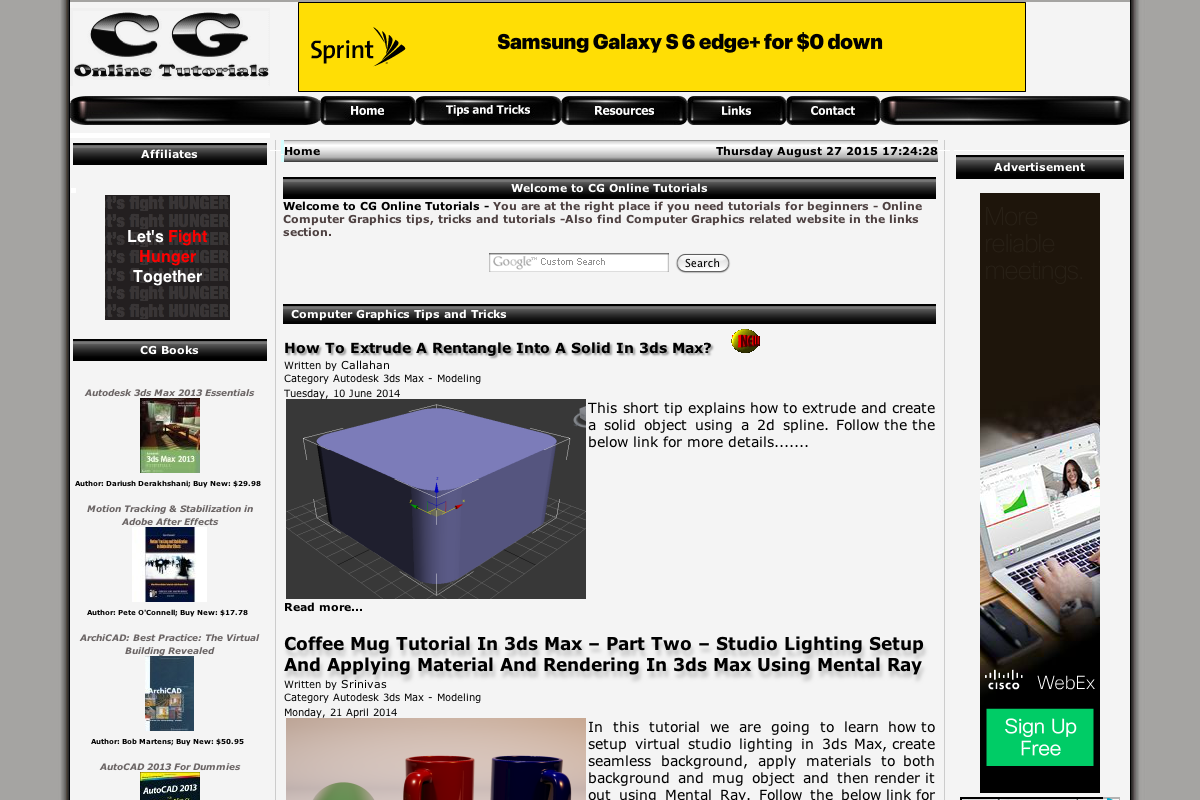 CG
Online Tutorials
Sprint
Samsung Galaxy S 6 edge+ for $0 down
Home
Tips and Tricks
Resources
Links
Contact
Affiliates
Let's Fight
Hunger
Together
CG Books
Autodesk 3ds Max 2013 Essentials
3ds Max 2013
Author: Dariush Derakhshani; Buy New: $29.98
Motion Tracking & Stabilization in
Adobe After Effects
Author: Pete O'Connell; Buy New: $17.78
ArchiCAD: Best Practice: The Virtual
Building Revealed
ArchiCAD
Author: Bob Martens; Buy New: $50.95
AutoCAD 2013 For Dummies
AutoCAD 2013
Home
Thursday August 27 2015 17:24:28
Welcome to CG Online Tutorials
Welcome to CG Online Tutorials - You are at the right place if you need tutorials for beginners - Online
Computer Graphics tips, tricks and tutorials -Also find Computer Graphics related website in the links
section.
Google™ Custom Search
Search
Computer Graphics Tips and Tricks
How To Extrude A Rentangle Into A Solid In 3ds Max?
NEW
Written by Callahan
Category Autodesk 3ds Max - Modeling
Tuesday, 10 June 2014
This short tip explains how to extrude and create
a solid object using a 2d spline. Follow the the
below link for more details.......
Read more...
Coffee Mug Tutorial In 3ds Max – Part Two – Studio Lighting Setup
And Applying Material And Rendering In 3ds Max Using Mental Ray
Written by Srinivas
Category Autodesk 3ds Max - Modeling
Monday, 21 April 2014
In this tutorial we are going to learn how to
setup virtual studio lighting in 3ds Max, create
seamless background, apply materials to both
background and mug object and then render it
out using Mental Ray. Follow the below link for
Advertisement
More
reliable
meetings.
CISCO WebEx
Sign Up
Free